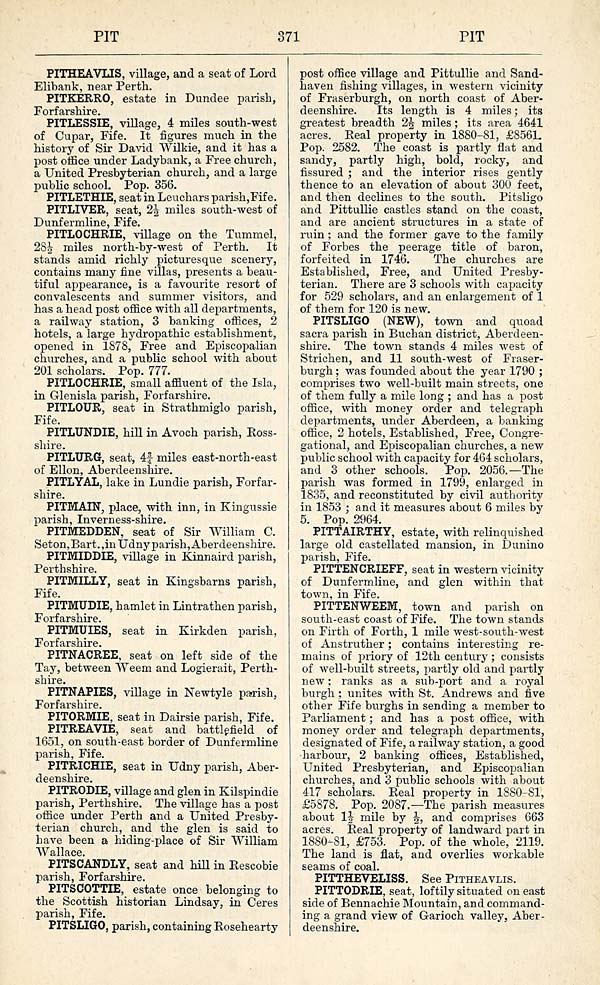 PIT 371 PIT
PITHEAVLIS, village, and a seat of Lord
Elibank, near Perth.
PITKERRO, estate in Dundee parish,
Forfarshire.
PITLESSIE, village, 4 miles south-west
of Cupar, Fife. It figures much in the
history of Sir David Wilkie, and it has a
post office under Ladybank, a Free church,
a United Presbyterian church, and a large
public school. Pop. 356.
PITLETHIE, seat in Leuchars parish, Fife.
PITLIVER, seat, 2½ miles south-west of
Dunfermline, Fife.
PITLOCHRIE, village on the Tummel,
28½ miles north-by-west of Perth. It
stands amid richly picturesque scenery,
contains many fine villas, presents a beau-
tiful appearance, is a favourite resort of
convalescents and summer visitors, and
has a head post office with all departments,
a railway station, 3 banking offices, 2
hotels, a large hydropathic establishment,
opened in 1878, Free and Episcopalian
churches, and a public school with about
201 scholars. Pop. 777.
PITLOCHRIE, small affluent of the Isla,
in Glenisla parish, Forfarshire.
PITLOUR, seat in Strathmiglo parish,
Fife.
PITLUNDIE, hill in Avoch parish, Ross-
shire.
PITLURG, seat, 4¾ miles east-north-east
of Ellon, Aberdeenshire.
PITLYAL, lake in Lundie parish, Forfar-
shire.
PITMAIN, place, with inn, in Kingussie
parish, Inverness-shire.
PITMEDDEN, seat of Sir William C.
Seton, Bart., in Udny parish, Aberdeenshire.
PITMIDDIE, village in Kinnaird parish,
Perthshire.
PITMILLY, seat in Kingsbarns parish,
Fife.
PITMUDIE, hamlet in Lintrathen parish,
Forfarshire.
PITMUIES, seat in Kirkden parish,
Forfarshire.
PITNACREE, seat on left side of the
Tay, between Weem and Logierait, Perth-
shire.
PITNAPIES, village in Newtyle parish,
Forfarshire.
PITORMIE, seat in Dairsie parish, Fife.
PITREAVIE, seat and battlefield of
1651, on south-east border of Dunfermline
parish, Fife.
PITRICHIE, seat in Udny parish, Aber-
deenshire.
PITRODIE, village and glen in Kilspindie
parish, Perthshire. The village has a post
office under Perth and a United Presby-
terian church, and the glen is said to
have been a hiding-place of Sir William
Wallace.
PITSCANDLY, seat and hill in Rescobie
parish, Forfarshire.
PITSCOTTIE, estate once belonging to
the Scottish historian Lindsay, in Ceres
parish, Fife.
PITSLIGO, parish, containing Rosehearty
post office village and Pittullie and Sand-
haven fishing villages, in western vicinity
of Fraserburgh, on north coast of Aber-
deenshire. Its length is 4 miles; its
greatest breadth 2½ miles; its area 4641
acres. Real property in 1880-81, £8561.
Pop. 2582. The coast is partly flat and
sandy, partly high, bold, rocky, and
fissured; and the interior rises gently
thence to an elevation of about 300 feet,
and then declines to the south. Pitsligo
and Pittullie castles stand on the coast,
and are ancient structures in a state of
ruin; and the former gave to the family
of Forbes the peerage title of baron,
forfeited in 1746. The churches are
Established, Free, and United Presby-
terian. There are 3 schools with capacity
for 529 scholars, and an enlargement of 1
of them for 120 is new.
PITSLIGO (NEW), town and quoad
sacra parish in Buchan district, Aberdeen-
shire. The town stands 4 miles west of
Strichen, and 11 south-west of Fraser-
burgh; was founded about the year 1790;
comprises two well-built main streets, one
of them fully a mile long; and has a post
office, with money order and telegraph
departments, under Aberdeen, a banking
office, 2 hotels, Established, Free, Congre-
gational, and Episcopalian churches, a new
public school with capacity for 464 scholars,
and 3 other schools. Pop. 2056.—The
parish was formed in 1799, enlarged in
1835, and reconstituted by civil authority
in 1853; and it measures about 6 miles by
5. Pop. 2964.
PITTAIRTHY, estate, with relinquished
large old castellated mansion, in Dunino
parish, Fife.
PITTENCRIEFF, seat in western vicinity
of Dunfermline, and glen within that
town, in Fife.
PITTENWEEM, town and parish on
south-east coast of Fife. The town stands
on Firth of Forth, 1 mile west-south-west
of Anstruther; contains interesting re-
mains of priory of 12th century; consists
of well-built streets, partly old and partly
new; ranks as a sub-port and a royal
burgh; unites with St. Andrews and five
other Fife burghs in sending a member to
Parliament; and has a post office, with
money order and telegraph departments,
designated of Fife, a railway station, a good
harbour, 2 banking offices, Established,
United Presbyterian, and Episcopalian
churches, and 3 public schools with about
417 scholars. Real property in 1880-81,
£5878. Pop. 2087.—The parish measures
about 1½ mile by ½, and comprises 663
acres. Real property of landward part in
1880-81, £753. Pop. of the whole, 2119.
The land is flat, and overlies workable
seams of coal.
PITTHEVELISS. See PITHEAVLIS.
PITTODRIE, seat, loftily situated on east
side of Bennachie Mountain, and command-
ing a grand view of Garioch valley, Aber-
deenshire.